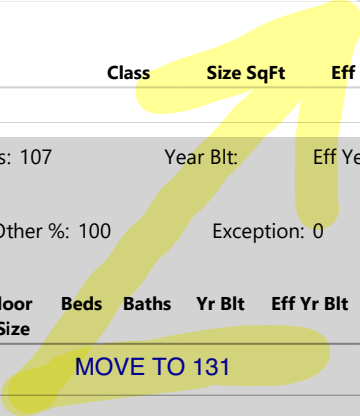 Class Size SqFt Eff
s: 107 Year Blt: Eff Ye
Other %: 100 Exception: 0
loor Beds Baths Yr Blt Eff Yr Blt
Size
MOVE TO 131